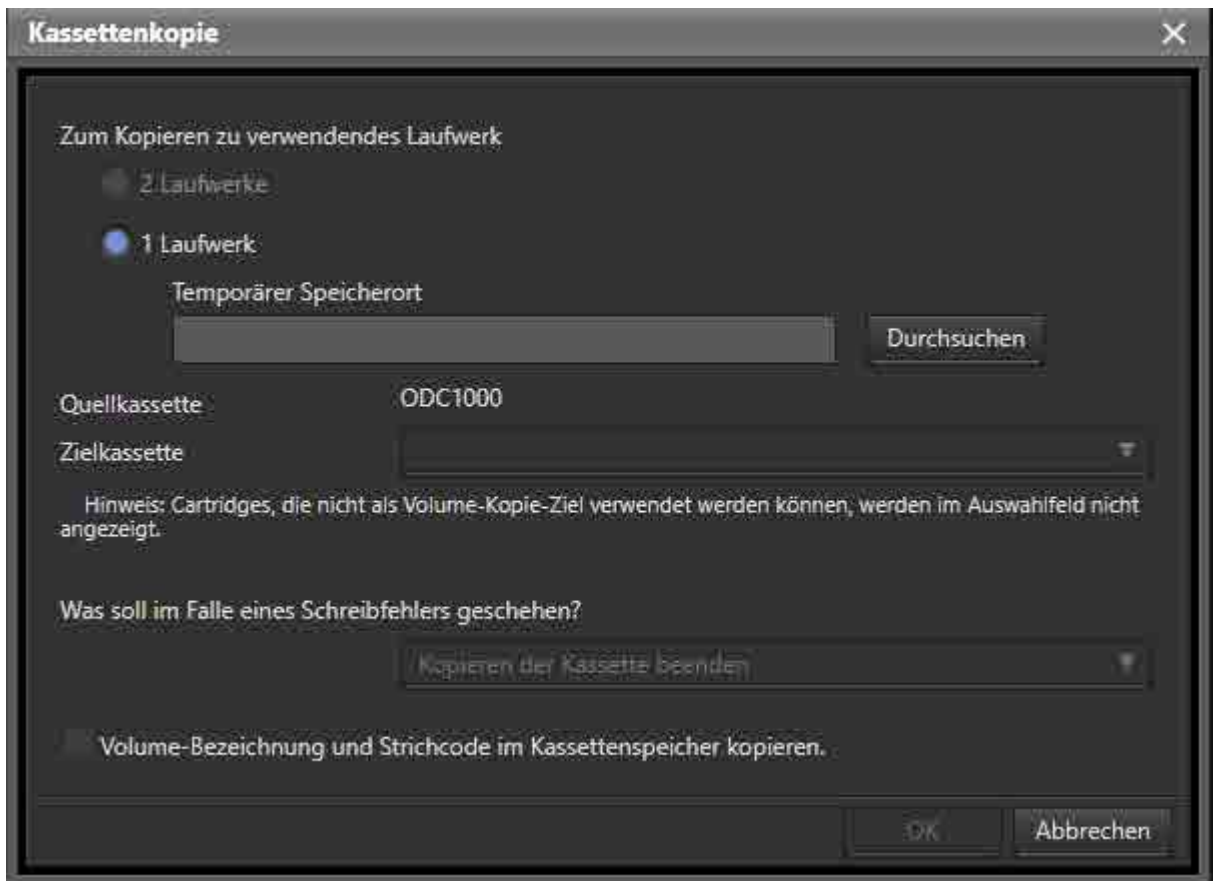 Kassettenkopie
Zum Kopieren zu verwendendes Laufwerk
2 Laufwerke
1 Laufwerk
Temporärer Speicherort
Durchsuchen
Quellkassette ODC1000
Zielkassette
Hinweis: Cartridges, die nicht als Volume-Kopie-Ziel verwendet werden können, werden im Auswahlfeld nicht
angezeigt.
Was soll im Falle eines Schreibfehlers geschehen?
Kopieren der Kassette beenden
Volume-Bezeichnung und Strichcode im Kassettenspeicher kopieren.
OK Abbrechen